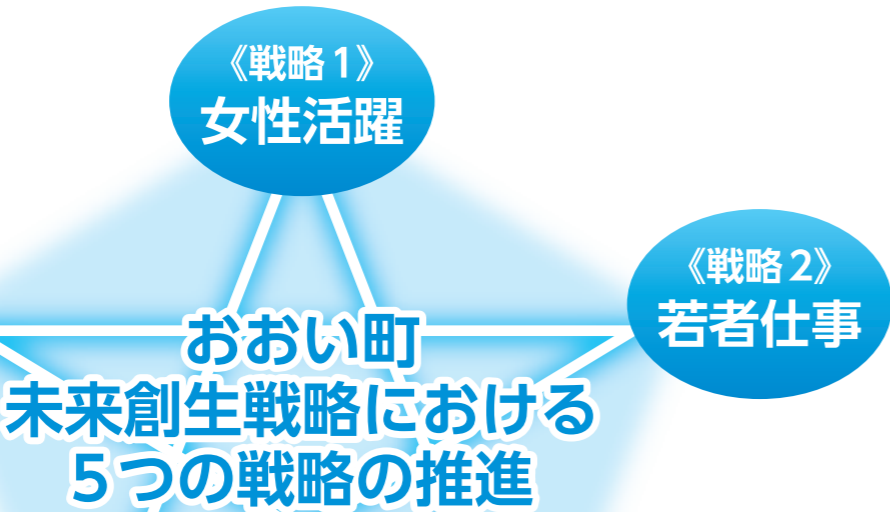 《戦略1》
女性活躍
《戦略2》
若者仕事
おおい町
未来創生戦略における
5つの戦略の推進